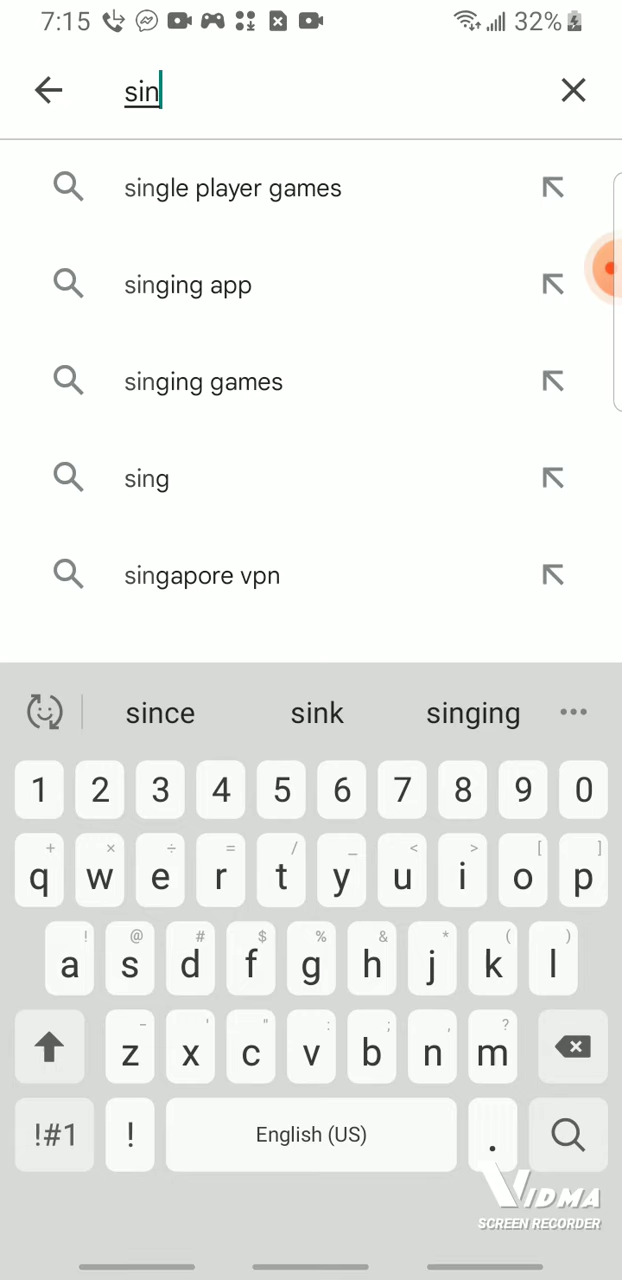 7:15 32%
sin
single player games
singing app
singing games
sing
singapore vpn
since sink singing
1 2 3 4 5 6 7 8 9 0
+ × ÷ = / _ < > [ ]
q w e r t y u i o p
! @ # $ % & * ( )
a s d f g h j k l
- ' " : ; , ?
z x c v b n m
!#1 ! English (US) .
VIDMA
SCREEN RECORDER